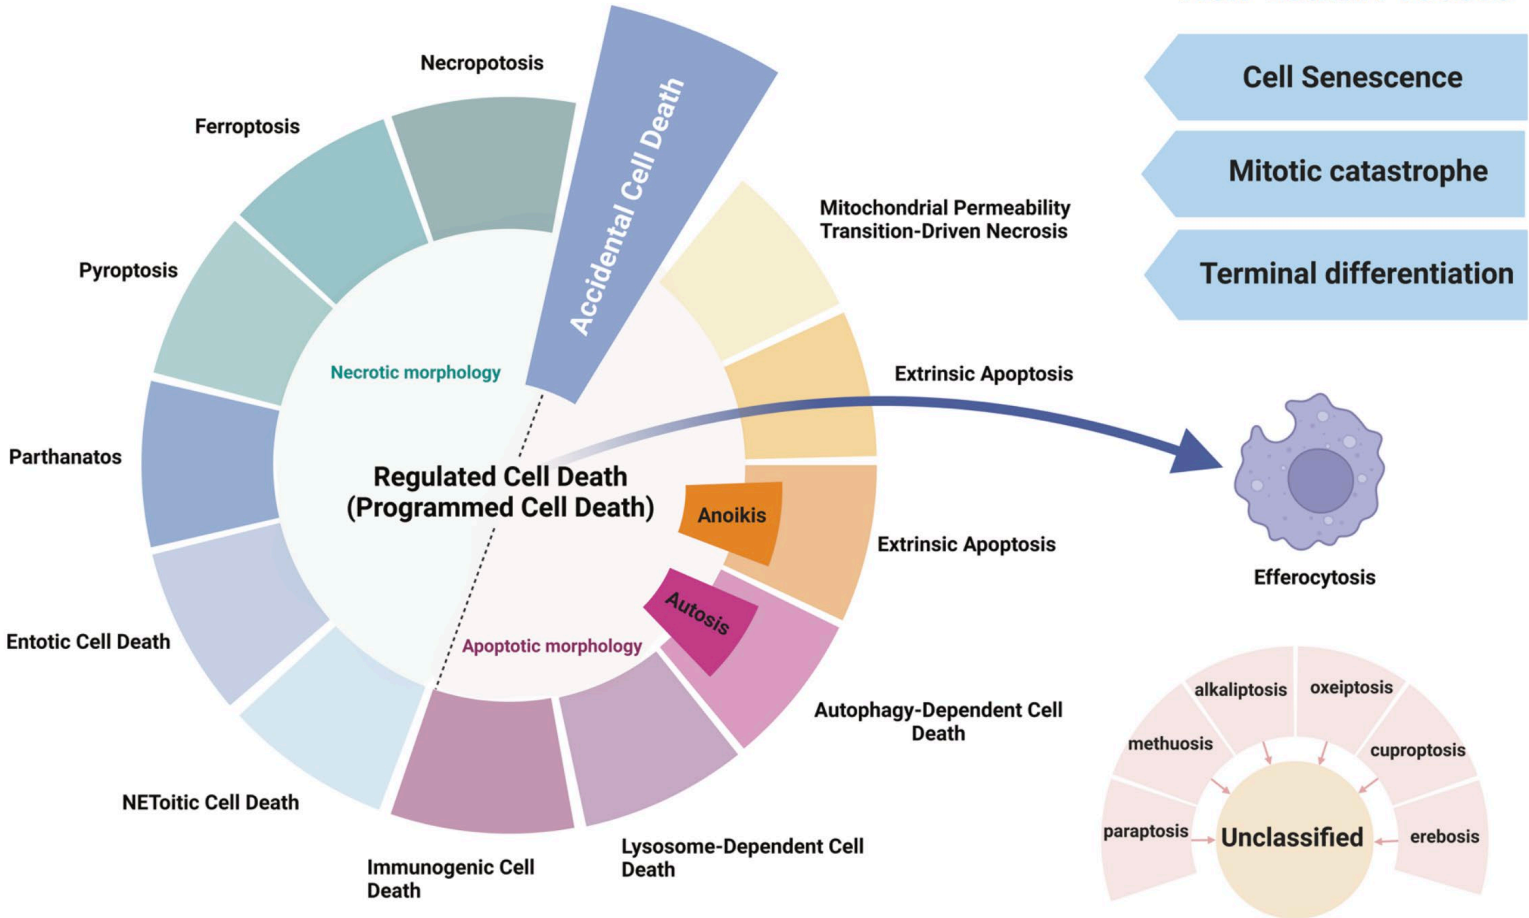 Necropotosis
Ferroptosis
Pyroptosis
Parthanatos
Entotic Cell Death
NEToitic Cell Death
Immunogenic Cell
Death
Lysosome-Dependent Cell
Death
Autophagy-Dependent Cell
Death
Extrinsic Apoptosis
Extrinsic Apoptosis
Mitochondrial Permeability
Transition-Driven Necrosis
Accidental Cell Death
Necrotic morphology
Regulated Cell Death
(Programmed Cell Death)
Apoptotic morphology
Anoikis
Autosis
Cell Senescence
Mitotic catastrophe
Terminal differentiation
Efferocytosis
paraptosis
methuosis
alkaliptosis
oxeiptosis
cuproptosis
erebosis
Unclassified